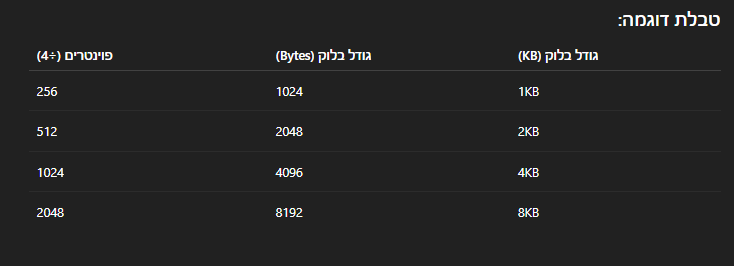 טבלת דוגמה:
גודל בלוק (KB) גודל בלוק (Bytes) פוינטרים (÷4)
1KB 1024 256
2KB 2048 512
4KB 4096 1024
8KB 8192 2048